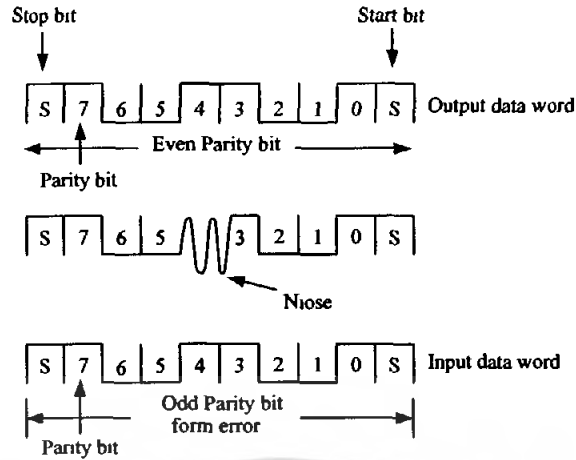 Stop bit Start bit
S 7 6 5 4 3 2 1 0 S Output data word
Even Parity bit
Parity bit
S 7 6 5 3 2 1 0 S
Niose
S 7 6 5 4 3 2 1 0 S Input data word
Odd Parity bit
form error
Parity bit